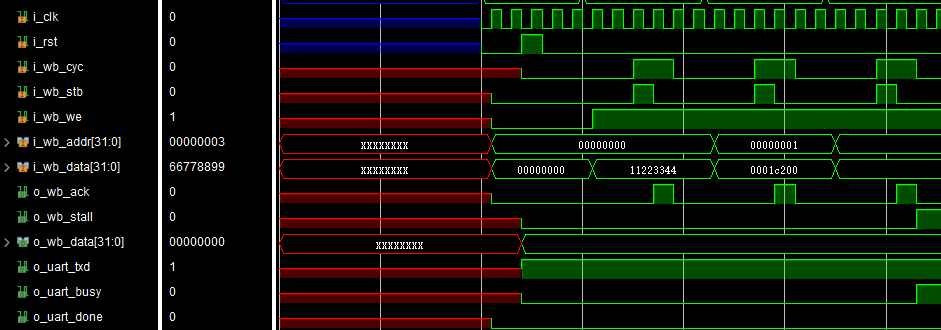 i_clk 0
i_rst 0
i_wb_cyc 0
i_wb_stb 0
i_we 1
i_wb_addr[31:0] 00000003 XXXXXXXX 00000000 00000001
i_wb_data[31:0] 66778899 XXXXXXXX 00000000 11223344 0001c200
o_wb_ack 0
o_wb_stall 0
o_wb_data[31:0] 00000000 XXXXXXXX
o_uart_txd 1
o_uart_busy 0
o_uart_done 0